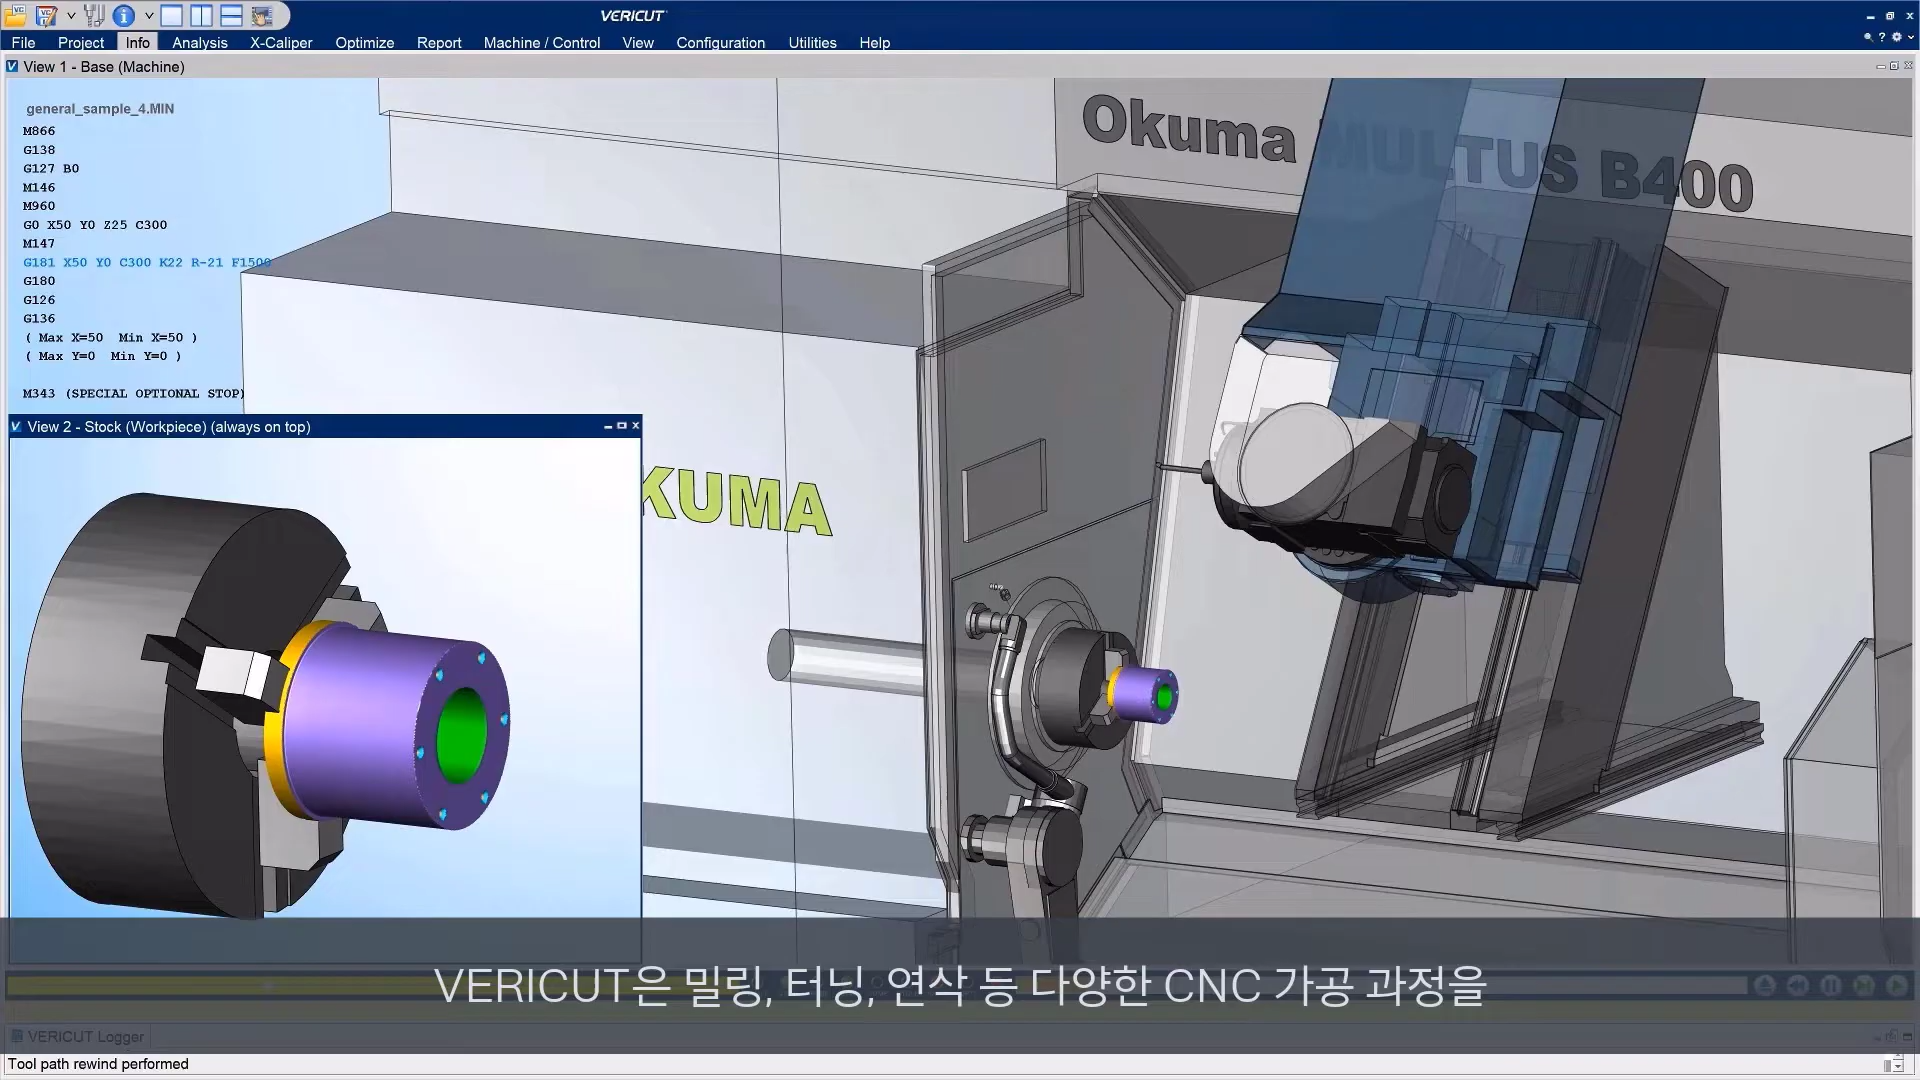 VERICUT
File Project Info Analysis X-Caliper Optimize Report Machine / Control View Configuration Utilities Help
View 1 - Base (Machine)
general_sample_4.MIN
M866
G138
G127 B0
M146
M960
G0 X50 Y0 Z25 C300
M147
G181 X50 Y0 C300 K22 R-21 F1500
G180
G126
G136
( Max X=50 Min X=50 )
( Max Y=0 Min Y=0 )
M343 (SPECIAL OPTIONAL STOP)
Okuma MULTUS B400
View 2 - Stock (Workpiece) (always on top)
KUMA
VERICUT은 밀링, 터닝, 연삭 등 다양한 CNC 가공 과정을
VERICUT Logger
Tool path rewind performed